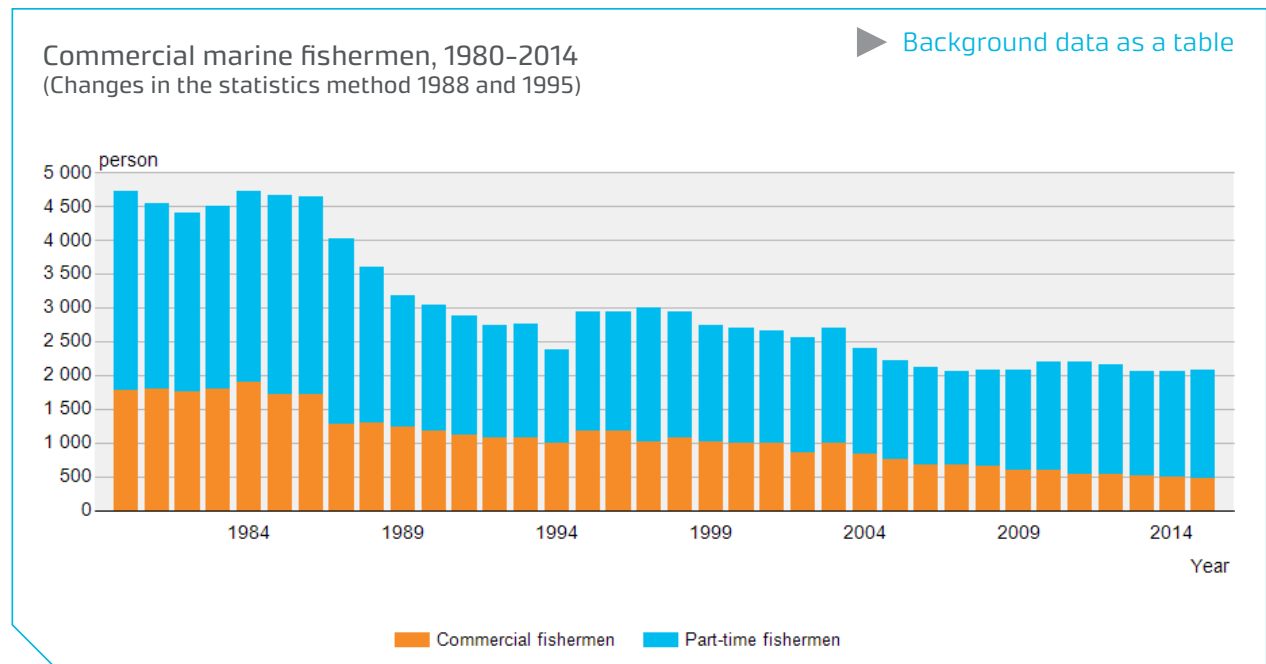 Commercial marine fishermen, 1980-2014
(Changes in the statistics method 1988 and 1995)
Background data as a table
person
5 000
4 500
4 000
3 500
3 000
2 500
2 000
1 500
1 000
500
0
1984 1989 1994 1999 2004 2009 2014
Year
Commercial fishermen Part-time fishermen